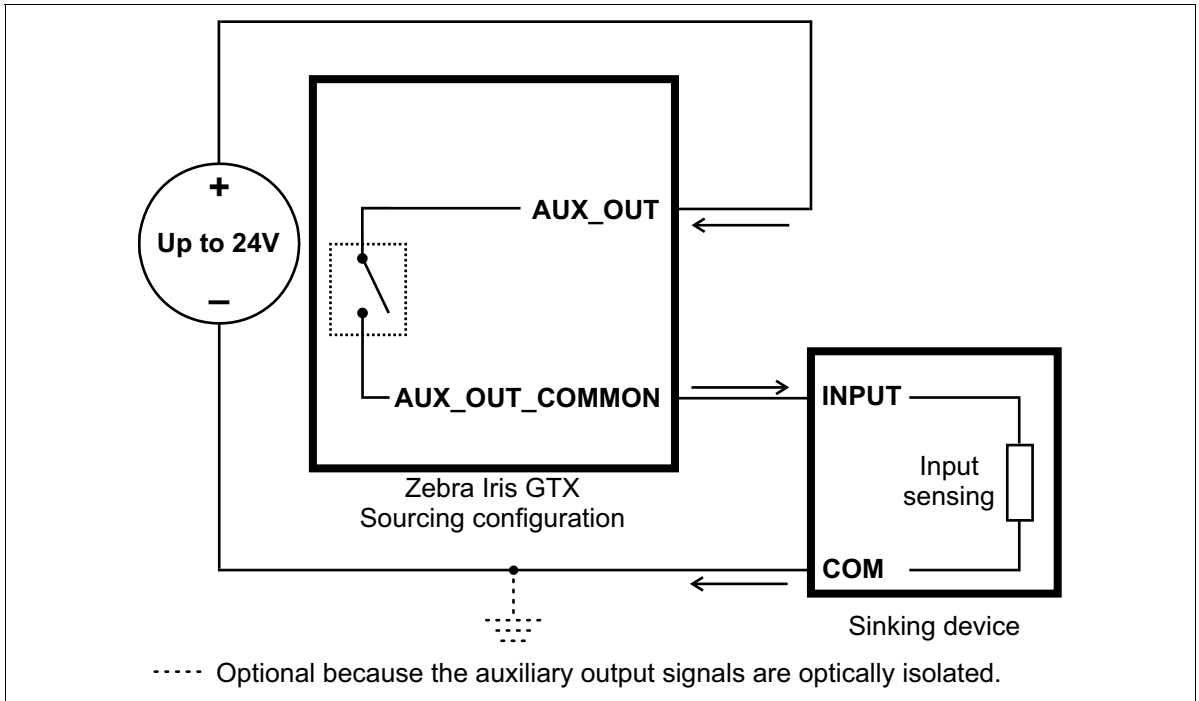 +
Up to 24V
–
AUX_OUT
AUX_OUT_COMMON
Zebra Iris GTX
Sourcing configuration
INPUT
Input
sensing
COM
Sinking device
Optional because the auxiliary output signals are optically isolated.